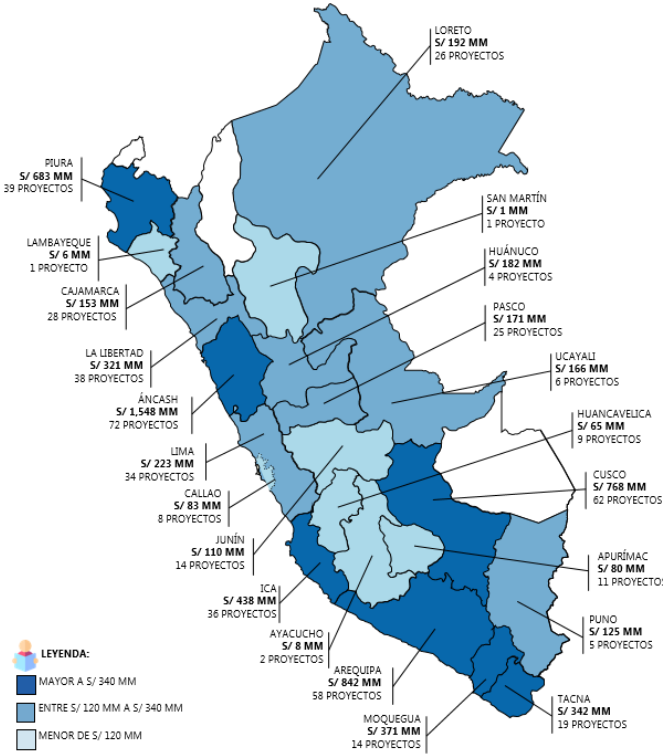 LORETO
S/ 192 MM
26 PROYECTOS
PIURA
S/ 683 MM
39 PROYECTOS
SAN MARTÍN
S/ 1 MM
1 PROYECTO
LAMBAYEQUE
S/ 6 MM
1 PROYECTO
HUÁNUCO
S/ 182 MM
4 PROYECTOS
CAJAMARCA
S/ 153 MM
28 PROYECTOS
PASCO
S/ 171 MM
25 PROYECTOS
LA LIBERTAD
S/ 321 MM
38 PROYECTOS
UCAYALI
S/ 166 MM
6 PROYECTOS
ÁNCASH
S/ 1,548 MM
72 PROYECTOS
HUANCAVELICA
S/ 65 MM
9 PROYECTOS
LIMA
S/ 223 MM
34 PROYECTOS
CUSCO
S/ 768 MM
62 PROYECTOS
CALLAO
S/ 83 MM
8 PROYECTOS
JUNÍN
S/ 110 MM
14 PROYECTOS
APURÍMAC
S/ 80 MM
11 PROYECTOS
ICA
S/ 438 MM
36 PROYECTOS
PUNO
S/ 125 MM
5 PROYECTOS
AYACUCHO
S/ 8 MM
2 PROYECTOS
AREQUIPA
S/ 842 MM
58 PROYECTOS
TACNA
S/ 342 MM
19 PROYECTOS
MOQUEGUA
S/ 371 MM
14 PROYECTOS
LEYENDA:
MAYOR A S/ 340 MM
ENTRE S/ 120 MM A S/ 340 MM
MENOR DE S/ 120 MM